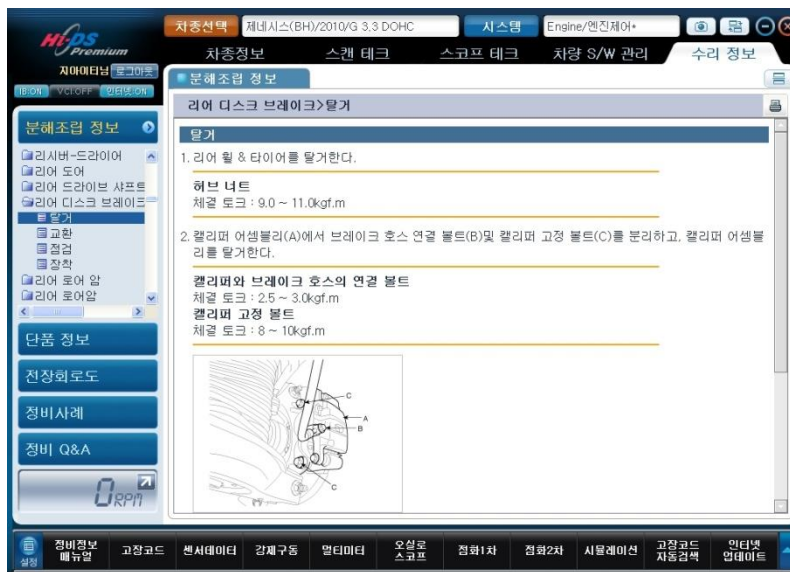 Hi-DS
Premium
지마이티님 로그아웃
IB:ON VCI:OFF 인터넷:ON
차종선택 제네시스(BH)/2010/G 3.3 DOHC 시스템 Engine/엔진제어*
차종정보 스캔 테크 스코프 테크 차량 S/W 관리 수리 정보
분해조립 정보
분해조립 정보
리시버-드라이어
리어 도어
리어 드라이브 샤프트
리어 디스크 브레이크
탈거
교환
점검
장착
리어 로어 암
리어 로어암
단품 정보
전장회로도
정비사례
정비 Q&A
0 RPM
리어 디스크 브레이크>탈거
탈거
1. 리어 휠 & 타이어를 탈거한다.
허브 너트
체결 토크 : 9.0 ~ 11.0kgf.m
2. 캘리퍼 어셈블리(A)에서 브레이크 호스 연결 볼트(B)및 캘리퍼 고정 볼트(C)를 분리하고, 캘리퍼 어셈블
리를 탈거한다.
캘리퍼와 브레이크 호스의 연결 볼트
체결 토크 : 2.5 ~ 3.0kgf.m
캘리퍼 고정 볼트
체결 토크 : 8 ~ 10kgf.m
C
A
B
C
설정
정비정보 매뉴얼
고장코드
센서데이터
강제구동
멀티미터
오실로 스코프
점화1차
점화2차
시뮬레이션
고장코드 자동검색
인터넷 업데이트